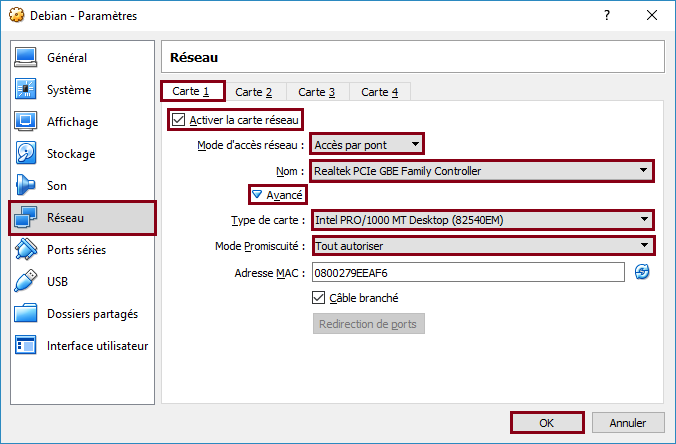 Debian - Paramètres
?
Général
Système
Affichage
Stockage
Son
Réseau
Ports séries
USB
Dossiers partagés
Interface utilisateur
Réseau
Carte 1 Carte 2 Carte 3 Carte 4
Activer la carte réseau
Mode d'accès réseau : Accès par pont
Nom : Realtek PCIe GBE Family Controller
Avancé
Type de carte : Intel PRO/1000 MT Desktop (82540EM)
Mode Promiscuité : Tout autoriser
Adresse MAC : 0800279EEAF6
Câble branché
Redirection de ports
OK Annuler